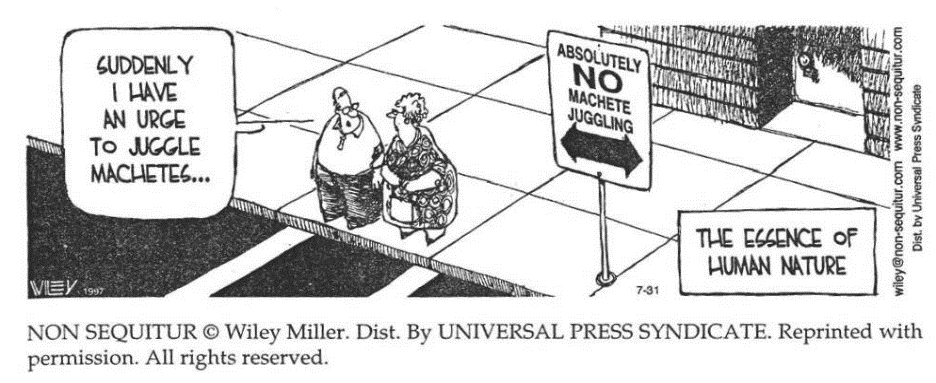 SUDDENLY
I HAVE
AN URGE
TO JUGGLE
MACHETES...
ABSOLUTELY
NO
MACHETE
JUGGLING
THE ESSENCE OF
HUMAN NATURE
WILEY 1997
7-31
wiley@non-sequitur.com www.non-sequitur.com
Dist. by Universal Press Syndicate
NON SEQUITUR © Wiley Miller. Dist. By UNIVERSAL PRESS SYNDICATE. Reprinted with
permission. All rights reserved.